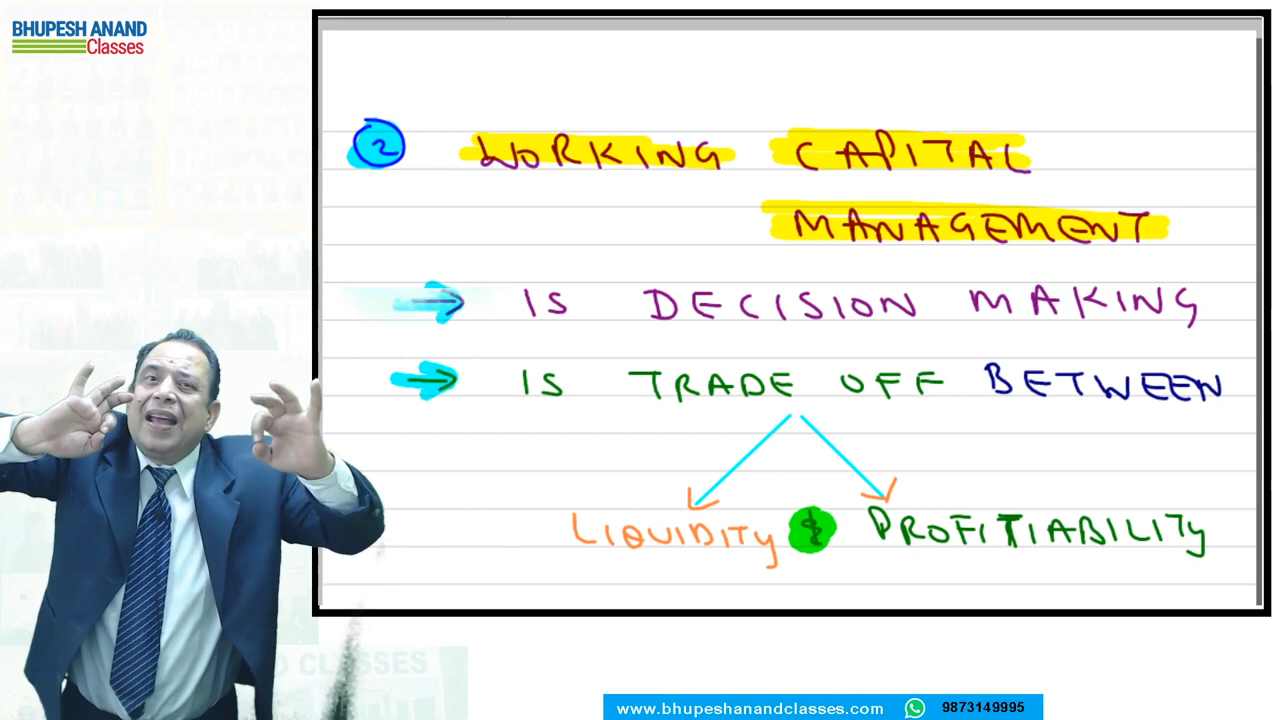 BHUPESH ANAND
Classes
2 WORKING CAPITAL
MANAGEMENT
→ IS DECISION MAKING
→ IS TRADE OFF BETWEEN
LIQUIDITY & PROFITIABILITY
CLASSES
www.bhupeshanandclasses.com 9873149995